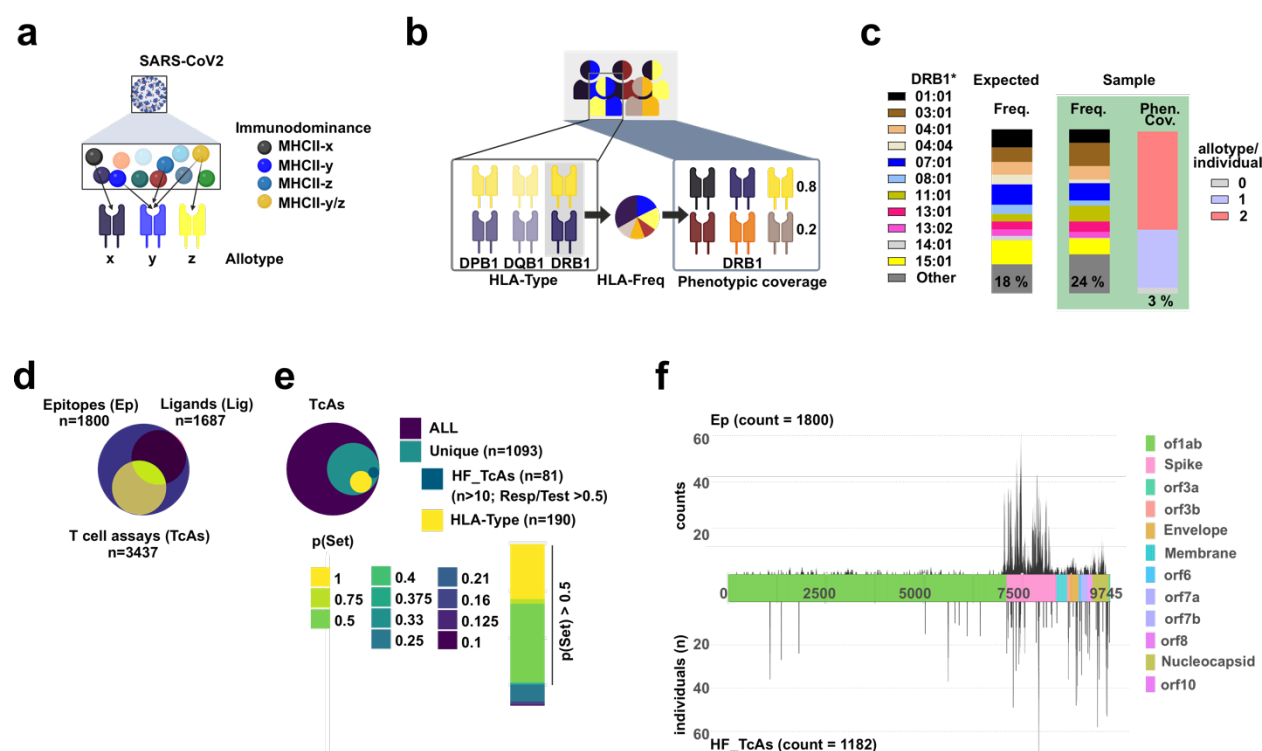 a
SARS-CoV2
Immunodominance
MHCII-x
MHCII-y
MHCII-z
MHCII-y/z
x y z Allotype
b
0.8
0.2
DPB1 DQB1 DRB1
HLA-Type
HLA-Freq
DRB1
Phenotypic coverage
c
DRB1*
01:01
03:01
04:01
04:04
07:01
08:01
11:01
13:01
13:02
14:01
15:01
Other
Expected
Freq.
18 %
Sample
Freq.
Phen.
Cov.
24 %
3 %
allotype/
individual
0
1
2
d
Epitopes (Ep)
n=1800
Ligands (Lig)
n=1687
T cell assays (TcAs)
n=3437
e
TcAs
ALL
Unique (n=1093)
HF_TcAs (n=81)
(n>10; Resp/Test >0.5)
HLA-Type (n=190)
p(Set)
1
0.75
0.5
0.4
0.375
0.33
0.25
0.21
0.16
0.125
0.1
p(Set) > 0.5
f
Ep (count = 1800)
60
40
20
counts
0 2500 5000 7500 9745
20
40
60
individuals (n)
HF_TcAs (count = 1182)
of1ab
Spike
orf3a
orf3b
Envelope
Membrane
orf6
orf7a
orf7b
orf8
Nucleocapsid
orf10